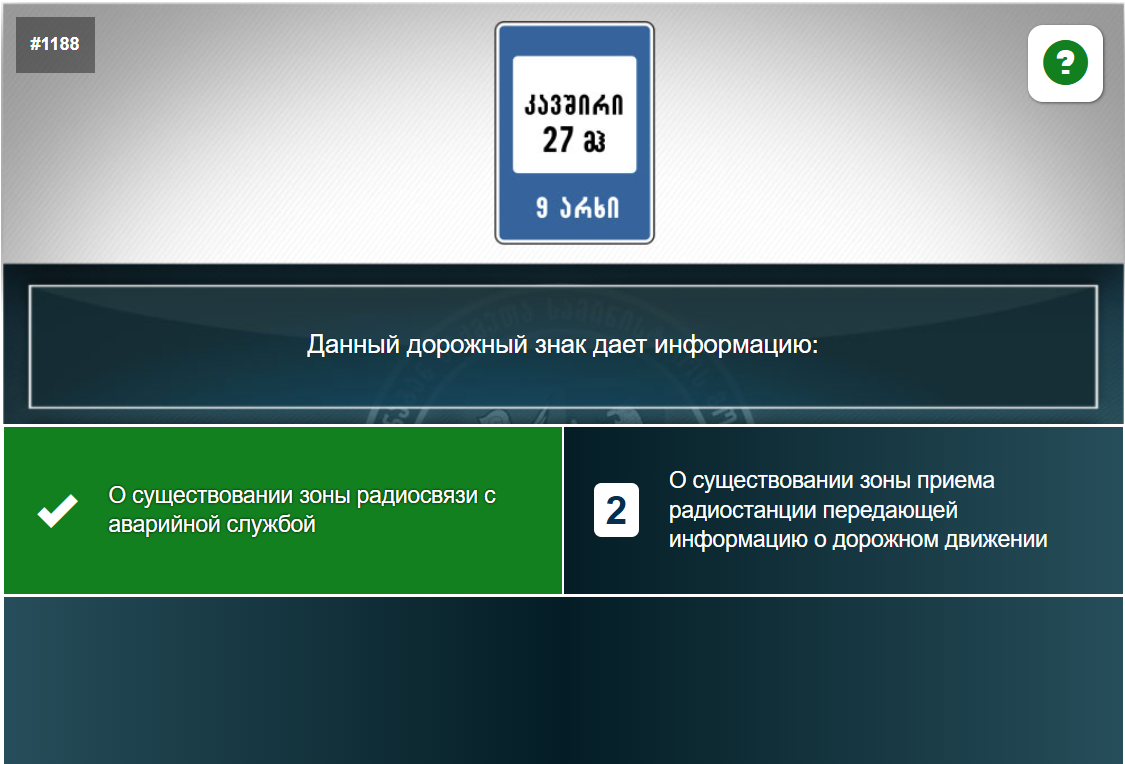 #1188
?
კავშირი
27 მჰ
9 არხი
Данный дорожный знак дает информацию:
О существовании зоны радиосвязи с
аварийной службой
2
О существовании зоны приема
радиостанции передающей
информацию о дорожном движении